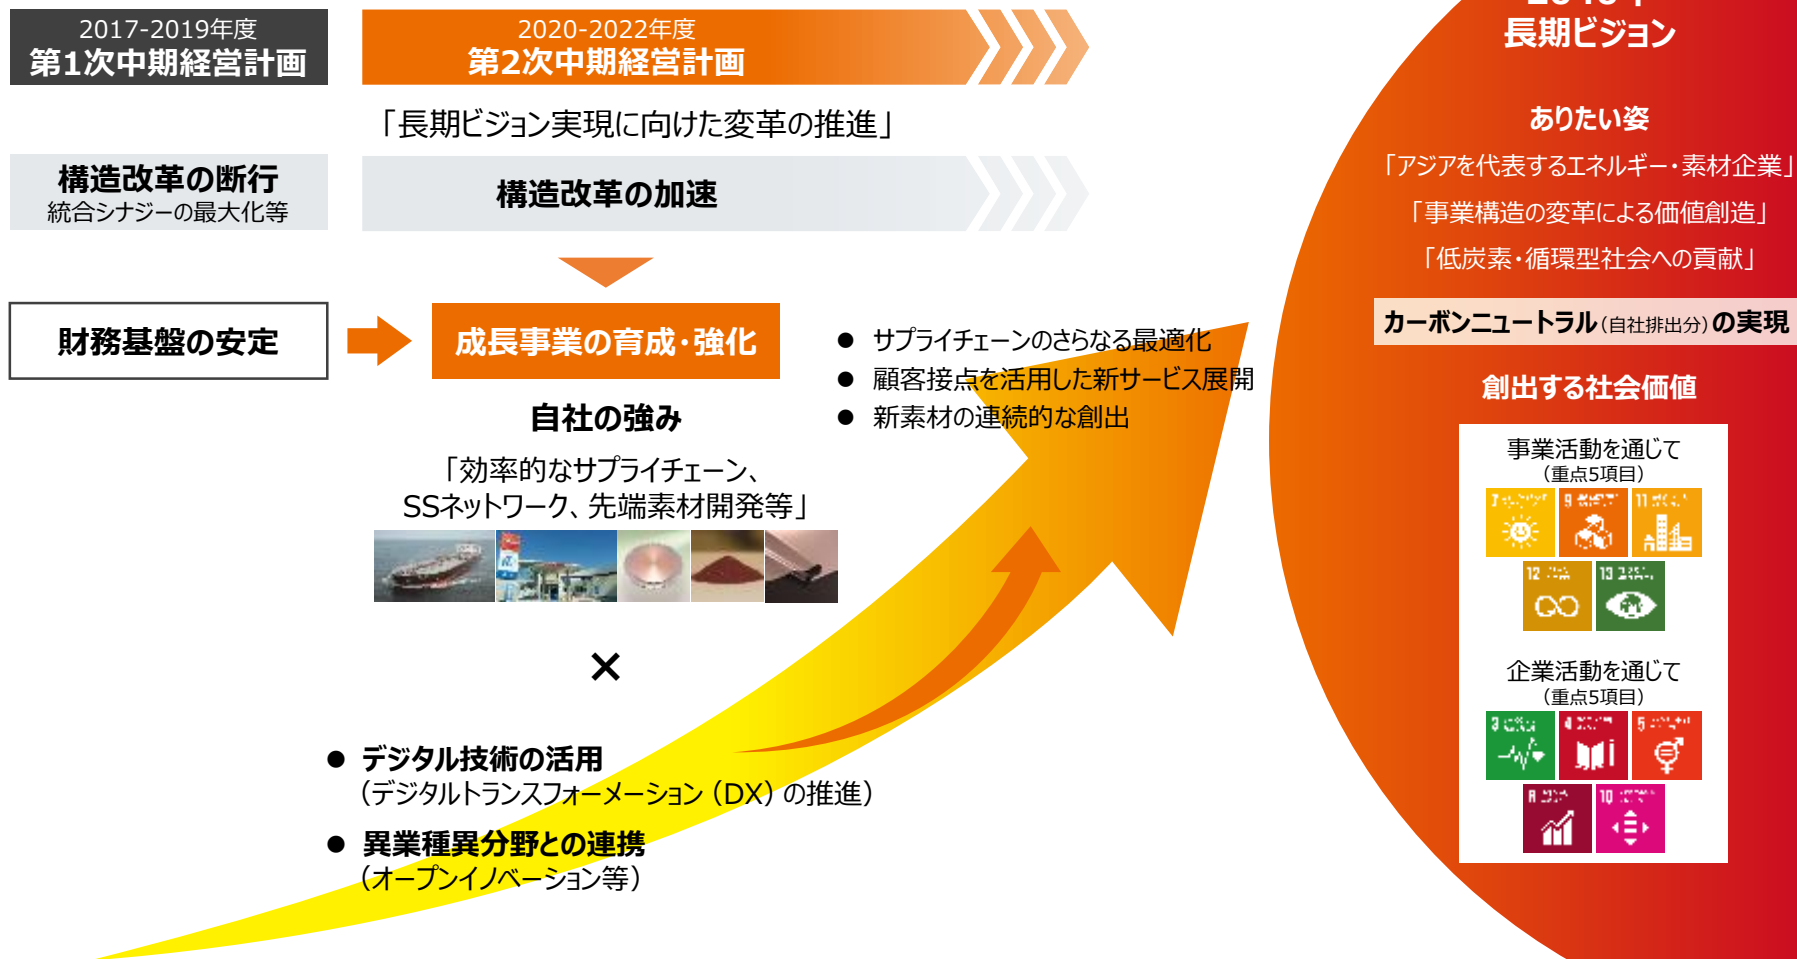 2017-2019年度
第1次中期経営計画
2020-2022年度
第2次中期経営計画
「長期ビジョン実現に向けた変革の推進」
構造改革の断行
統合シナジーの最大化等
構造改革の加速
財務基盤の安定
成長事業の育成・強化
● サプライチェーンのさらなる最適化
● 顧客接点を活用した新サービス展開
● 新素材の連続的な創出
自社の強み
「効率的なサプライチェーン、
SSネットワーク、先端素材開発等」
×
● デジタル技術の活用
（デジタルトランスフォーメーション（DX）の推進）
● 異業種異分野との連携
（オープンイノベーション等）
長期ビジョン
ありたい姿
「アジアを代表するエネルギー・素材企業」
「事業構造の変革による価値創造」
「低炭素・循環型社会への貢献」
カーボンニュートラル（自社排出分）の実現
創出する社会価値
事業活動を通じて
（重点5項目）
7
9
11
12
13
企業活動を通じて
（重点5項目）
3
4
5
8
10